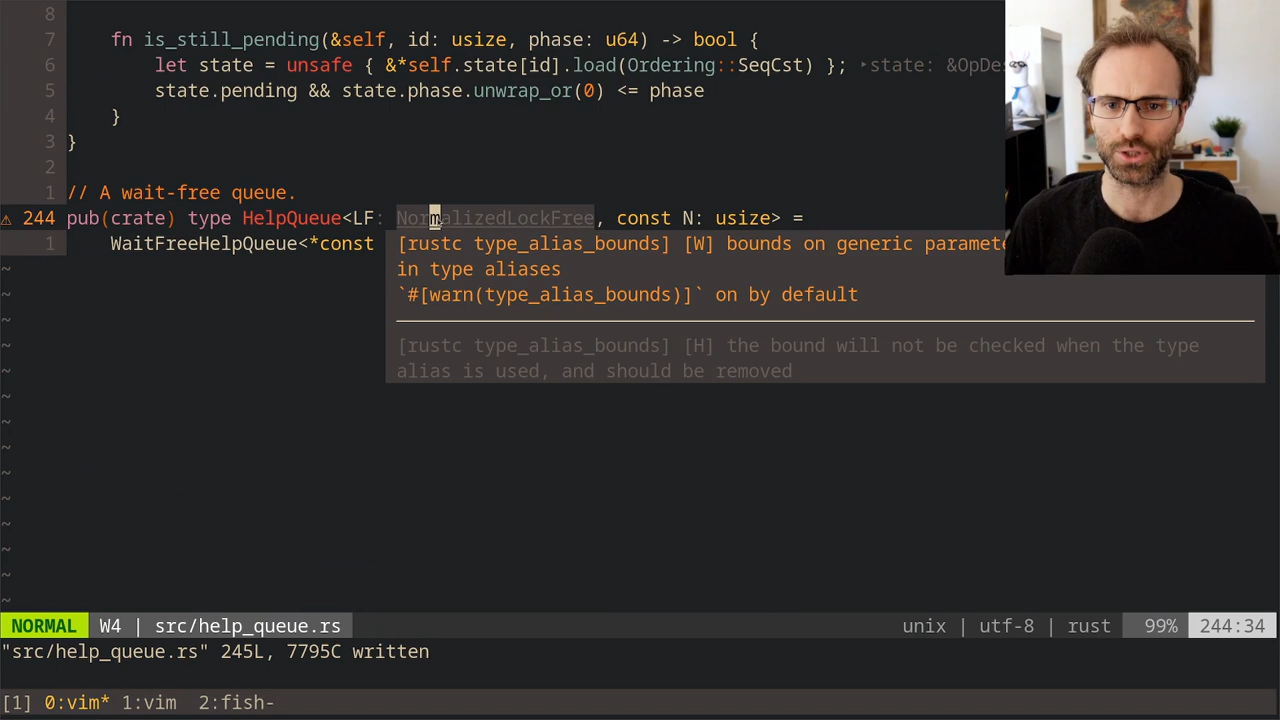 8
7 fn is_still_pending(&self, id: usize, phase: u64) -> bool {
6 let state = unsafe { &*self.state[id].load(Ordering::SeqCst) }; ‣state: &OpDes
5 state.pending && state.phase.unwrap_or(0) <= phase
4 }
3 }
2
1 // A wait-free queue.
⚠ 244 pub(crate) type HelpQueue<LF: NormalizedLockFree, const N: usize> =
1 WaitFreeHelpQueue<*const
[rustc type_alias_bounds] [W] bounds on generic paramete
in type aliases
`#[warn(type_alias_bounds)]` on by default
[rustc type_alias_bounds] [H] the bound will not be checked when the type
alias is used, and should be removed
~
~
~
~
~
~
~
~
~
~
~
~
~
~
NORMAL W4 | src/help_queue.rs unix | utf-8 | rust 99% 244:34
"src/help_queue.rs" 245L, 7795C written
[1] 0:vim* 1:vim 2:fish-